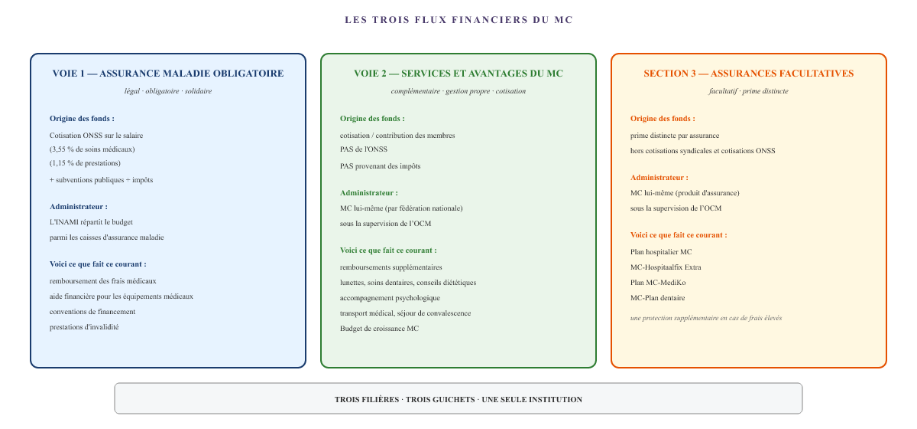 LES TROIS FLUX FINANCIERS DU MC
VOIE 1 — ASSURANCE MALADIE OBLIGATOIRE
légal · obligatoire · solidaire
Origine des fonds :
Cotisation ONSS sur le salaire
(3,55 % de soins médicaux)
(1,15 % de prestations)
+ subventions publiques + impôts
Administrateur :
L'INAMI répartit le budget
parmi les caisses d'assurance maladie
Voici ce que fait ce courant :
remboursement des frais médicaux
aide financière pour les équipements médicaux
conventions de financement
prestations d'invalidité
VOIE 2 — SERVICES ET AVANTAGES DU MC
complémentaire · gestion propre · cotisation
Origine des fonds :
cotisation / contribution des membres
PAS de l'ONSS
PAS provenant des impôts
Administrateur :
MC lui-même (par fédération nationale)
sous la supervision de l'OCM
Voici ce que fait ce courant :
remboursements supplémentaires
lunettes, soins dentaires, conseils diététiques
accompagnement psychologique
transport médical, séjour de convalescence
Budget de croissance MC
SECTION 3 — ASSURANCES FACULTATIVES
facultatif · prime distincte
Origine des fonds :
prime distincte par assurance
hors cotisations syndicales et cotisations ONSS
Administrateur :
MC lui-même (produit d'assurance)
sous la supervision de l'OCM
Voici ce que fait ce courant :
Plan hospitalier MC
MC-Hospitaalfix Extra
Plan MC-MediKo
MC-Plan dentaire
une protection supplémentaire en cas de frais élevés
TROIS FILIÈRES · TROIS GUICHETS · UNE SEULE INSTITUTION